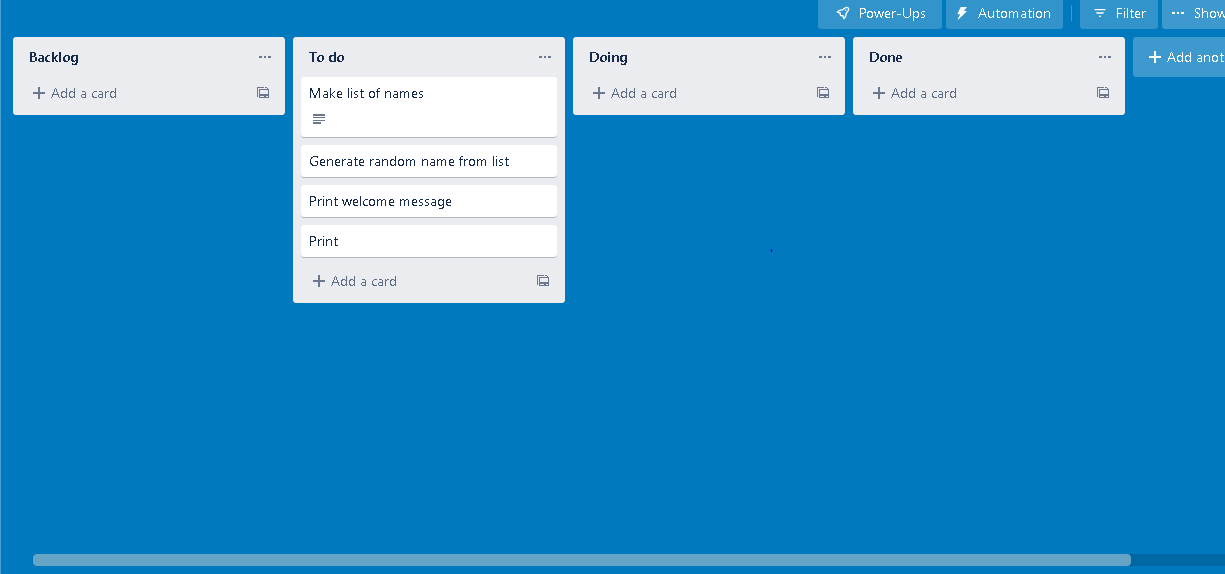 Power-Ups
Automation
Filter
Show
Backlog
Add a card
To do
Make list of names
Generate random name from list
Print welcome message
Print
Add a card
Doing
Add a card
Done
Add a card
Add anot